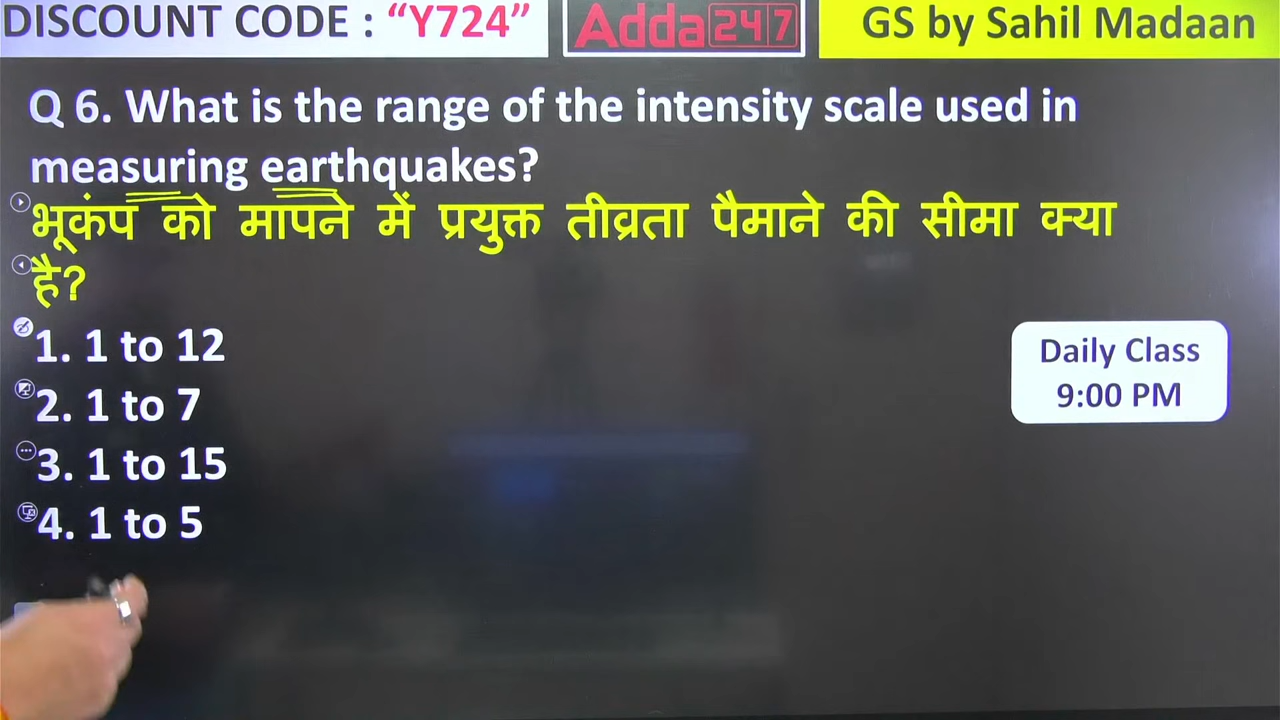 DISCOUNT CODE : “Y724”
Adda247
GS by Sahil Madaan
Q 6. What is the range of the intensity scale used in
measuring earthquakes?
भूकंप को मापने में प्रयुक्त तीव्रता पैमाने की सीमा क्या
है?
1. 1 to 12
2. 1 to 7
3. 1 to 15
4. 1 to 5
Daily Class
9:00 PM